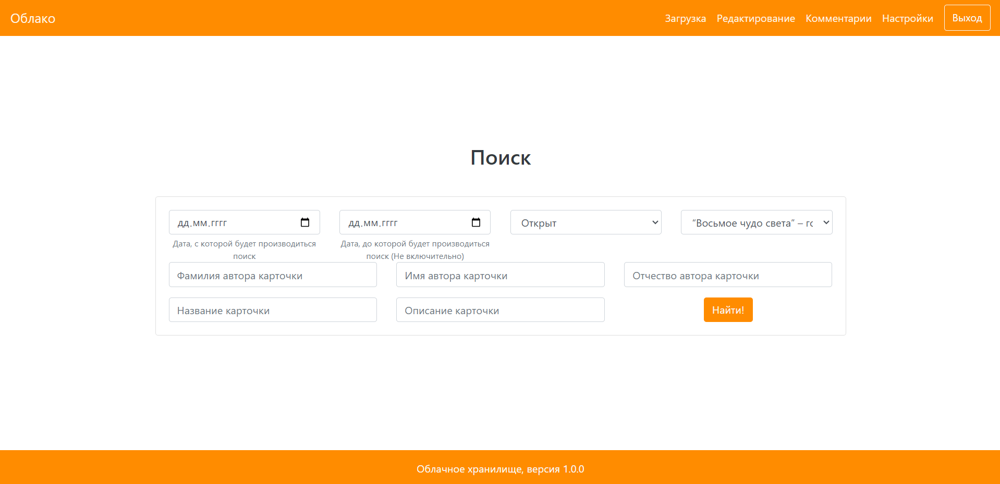 Облако
Загрузка Редактирование Комментарии Настройки Выход
Поиск
дд.мм.гггг
дд.мм.гггг
Открыт
“Восьмое чудо света” – го
Дата, с которой будет производиться
поиск
Дата, до которой будет производиться
поиск (Не включительно)
Фамилия автора карточки
Имя автора карточки
Отчество автора карточки
Название карточки
Описание карточки
Найти!
Облачное хранилище, версия 1.0.0